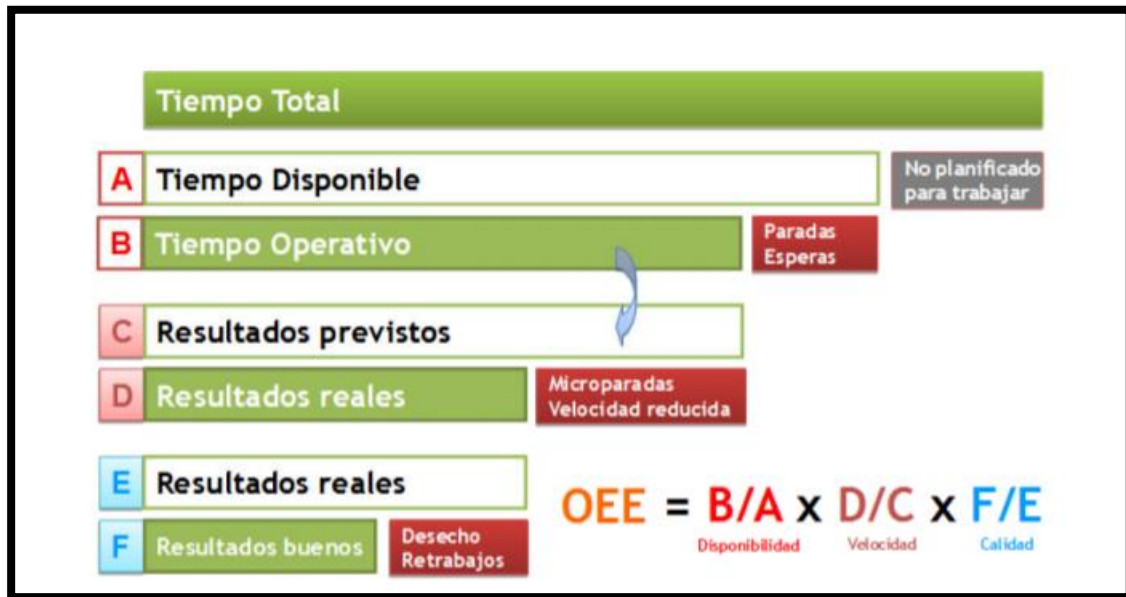 Tiempo Total
A Tiempo Disponible
No planificado
para trabajar
B Tiempo Operativo
Paradas
Esperas
C Resultados previstos
D Resultados reales
Microparadas
Velocidad reducida
E Resultados reales
F Resultados buenos
Desecho
Retrabajos
OEE = B/A x D/C x F/E
Disponibilidad Velocidad Calidad